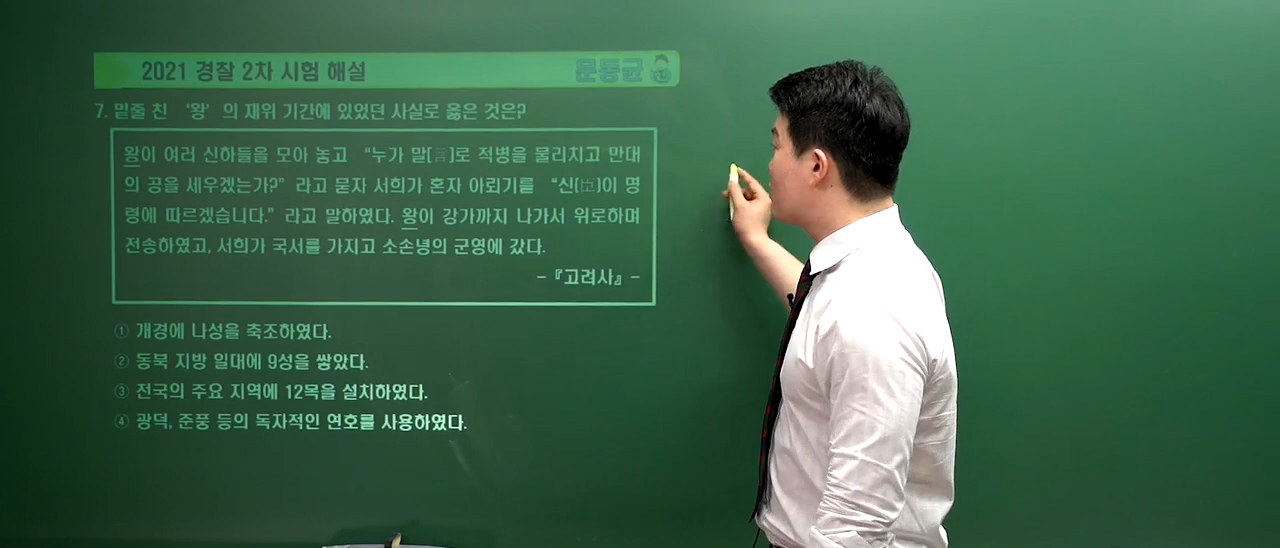 2021 경찰 2차 시험 해설
문동균
7. 밑줄 친 ‘왕’의 재위 기간에 있었던 사실로 옳은 것은?
왕이 여러 신하들을 모아 놓고 “누가 말[言]로 적병을 물리치고 만대
의 공을 세우겠는가?” 라고 묻자 서희가 혼자 아뢰기를 “신(臣)이 명
령에 따르겠습니다.” 라고 말하였다. 왕이 강가까지 나가서 위로하며
전송하였고, 서희가 국서를 가지고 소손녕의 군영에 갔다.
- 『고려사』 -
① 개경에 나성을 축조하였다.
② 동북 지방 일대에 9성을 쌓았다.
③ 전국의 주요 지역에 12목을 설치하였다.
④ 광덕, 준풍 등의 독자적인 연호를 사용하였다.